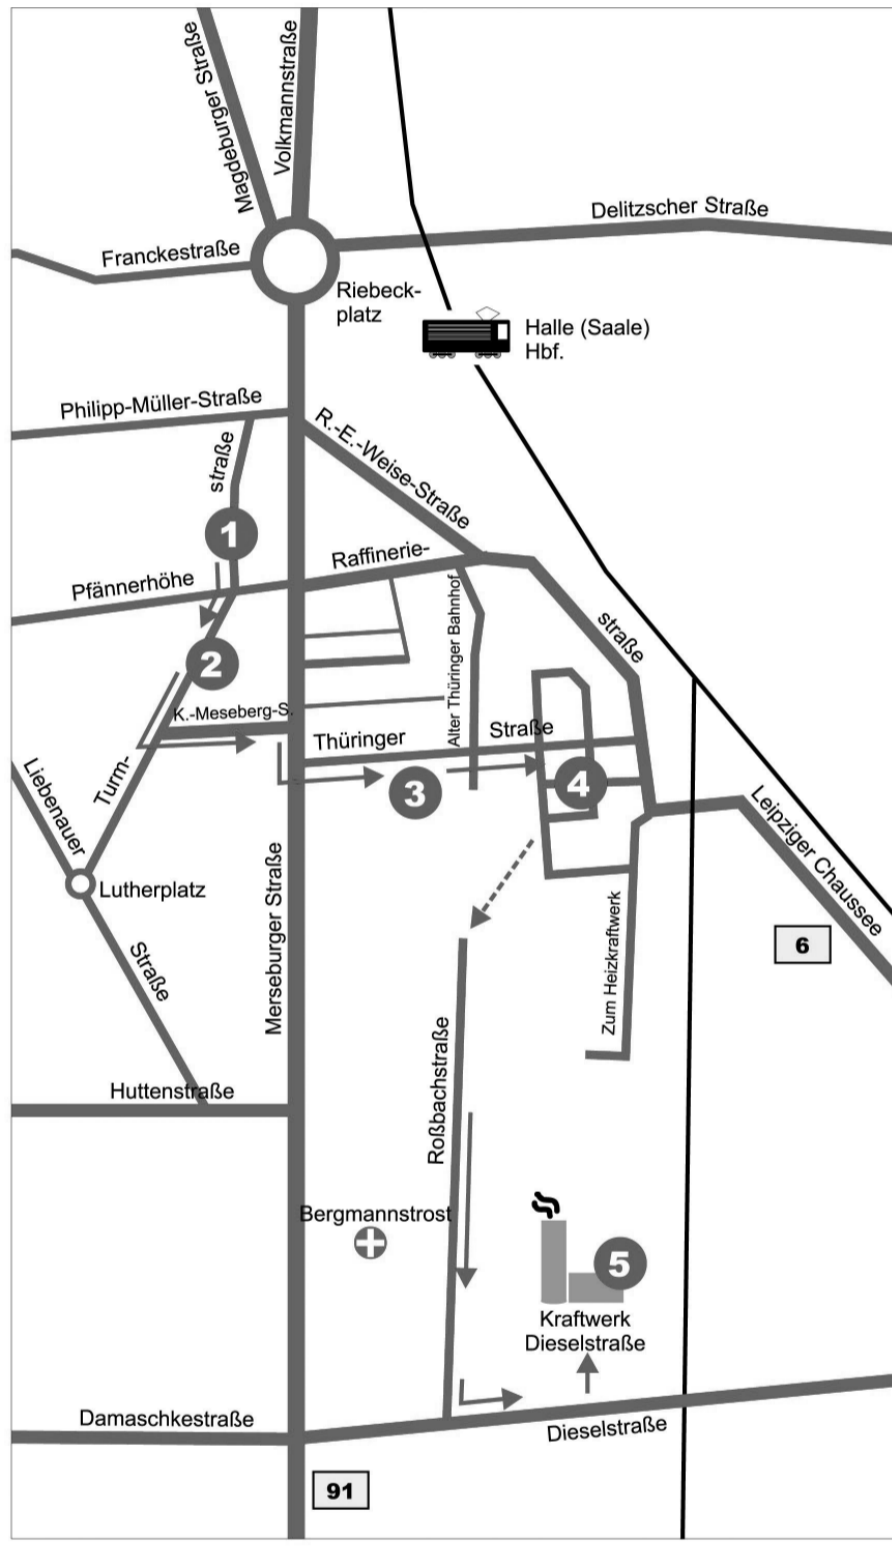 Magdeburger Straße
Volkmannstraße
Delitzscher Straße
Franckestraße
Riebeck-
platz
Halle (Saale)
Hbf.
Philipp-Müller-Straße
R.-E.-Weise-Straße
straße
1
Raffinerie-
Pfännerhöhe
straße
Alter Thüringer Bahnhof
2
K.-Meseberg-S.
Thüringer
Straße
Turm-
Liebenauer
3
4
Leipziger Chaussee
Lutherplatz
Merseburger Straße
Zum Heizkraftwerk
6
Straße
Roßbachstraße
Huttenstraße
Bergmannstrost
5
Kraftwerk
Dieselstraße
Damaschkestraße
Dieselstraße
91